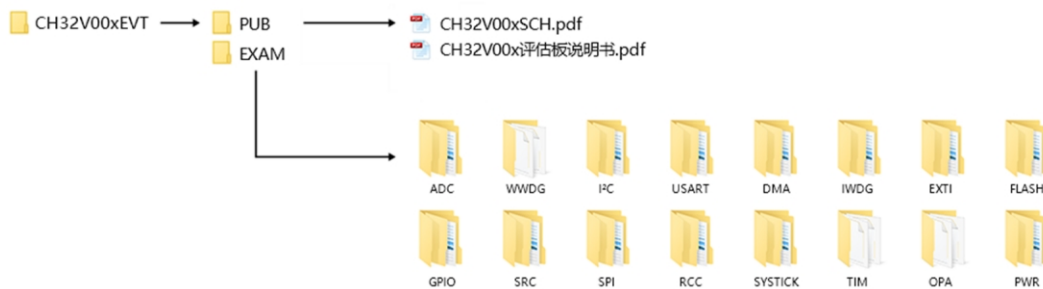 CH32V00xEVT
PUB
CH32V00xSCH.pdf
EXAM
CH32V00x评估板说明书.pdf
ADC WWDG I²C USART DMA IWDG EXTI FLASH
GPIO SRC SPI RCC SYSTICK TIM OPA PWR